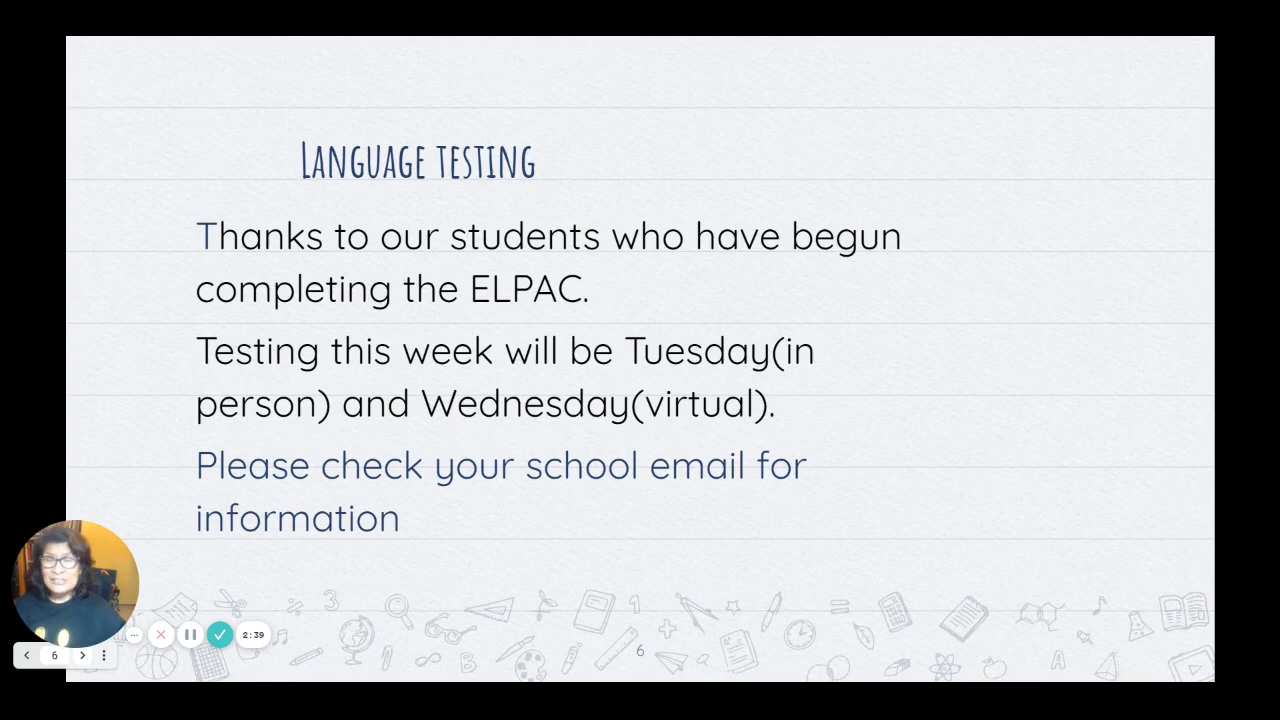 Language testing
Thanks to our students who have begun
completing the ELPAC.
Testing this week will be Tuesday(in
person) and Wednesday(virtual).
Please check your school email for
information
2:39
6
6